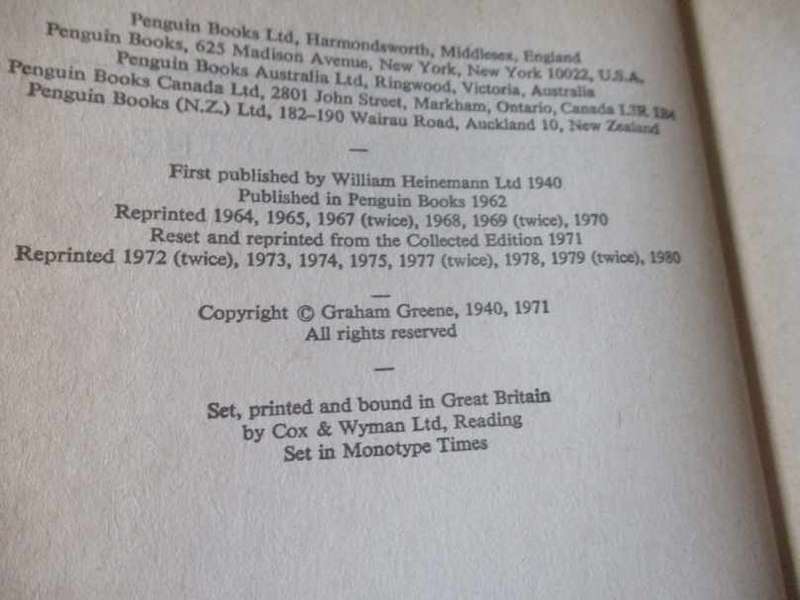 Penguin Books Ltd, Harmondsworth, Middlesex, England
Penguin Books, 625 Madison Avenue, New York, New York 10022, U.S.A.
Penguin Books Australia Ltd, Ringwood, Victoria, Australia
Penguin Books Canada Ltd, 2801 John Street, Markham, Ontario, Canada L3R 1B4
Penguin Books (N.Z.) Ltd, 182–190 Wairau Road, Auckland 10, New Zealand
—
First published by William Heinemann Ltd 1940
Published in Penguin Books 1962
Reprinted 1964, 1965, 1967 (twice), 1968, 1969 (twice), 1970
Reset and reprinted from the Collected Edition 1971
Reprinted 1972 (twice), 1973, 1974, 1975, 1977 (twice), 1978, 1979 (twice), 1980
—
Copyright © Graham Greene, 1940, 1971
All rights reserved
—
Set, printed and bound in Great Britain
by Cox & Wyman Ltd, Reading
Set in Monotype Times